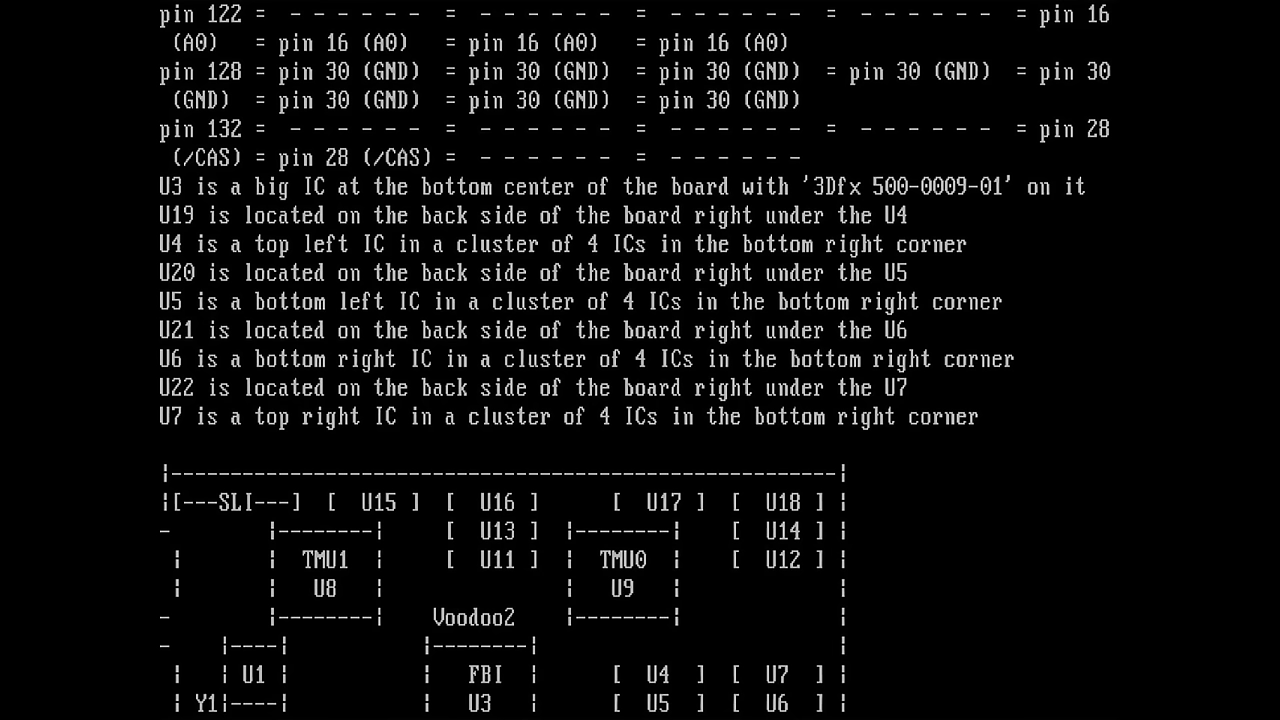 pin 122 =  - - - - - -  =  - - - - - -  =  - - - - - -  =  - - - - - -  = pin 16
 (A0)   = pin 16 (A0)   = pin 16 (A0)   = pin 16 (A0)
pin 128 = pin 30 (GND)  = pin 30 (GND)  = pin 30 (GND)  = pin 30 (GND)  = pin 30
 (GND)  = pin 30 (GND)  = pin 30 (GND)  = pin 30 (GND)
pin 132 =  - - - - - -  =  - - - - - -  =  - - - - - -  =  - - - - - -  = pin 28
 (/CAS) = pin 28 (/CAS) =  - - - - - -  =  - - - - - -
U3 is a big IC at the bottom center of the board with '3Dfx 500-0009-01' on it
U19 is located on the back side of the board right under the U4
U4 is a top left IC in a cluster of 4 ICs in the bottom right corner
U20 is located on the back side of the board right under the U5
U5 is a bottom left IC in a cluster of 4 ICs in the bottom right corner
U21 is located on the back side of the board right under the U6
U6 is a bottom right IC in a cluster of 4 ICs in the bottom right corner
U22 is located on the back side of the board right under the U7
U7 is a top right IC in a cluster of 4 ICs in the bottom right corner

¦--------------------------------------------------------¦
¦[---SLI---]  [  U15 ]  [  U16 ]      [  U17 ]  [  U18 ] ¦
-        ¦--------¦     [  U13 ]  ¦--------¦    [  U14 ] ¦
 ¦       ¦  TMU1  ¦     [  U11 ]  ¦  TMU0  ¦    [  U12 ] ¦
 ¦       ¦   U8   ¦               ¦   U9   ¦             ¦
-        ¦--------¦    Voodoo2    ¦--------¦             ¦
-    ¦----¦           ¦--------¦                          ¦
 ¦   ¦ U1 ¦           ¦   FBI  ¦      [  U4  ]  [  U7  ] ¦
 ¦ Y1¦----¦           ¦   U3   ¦      [  U5  ]  [  U6  ] ¦